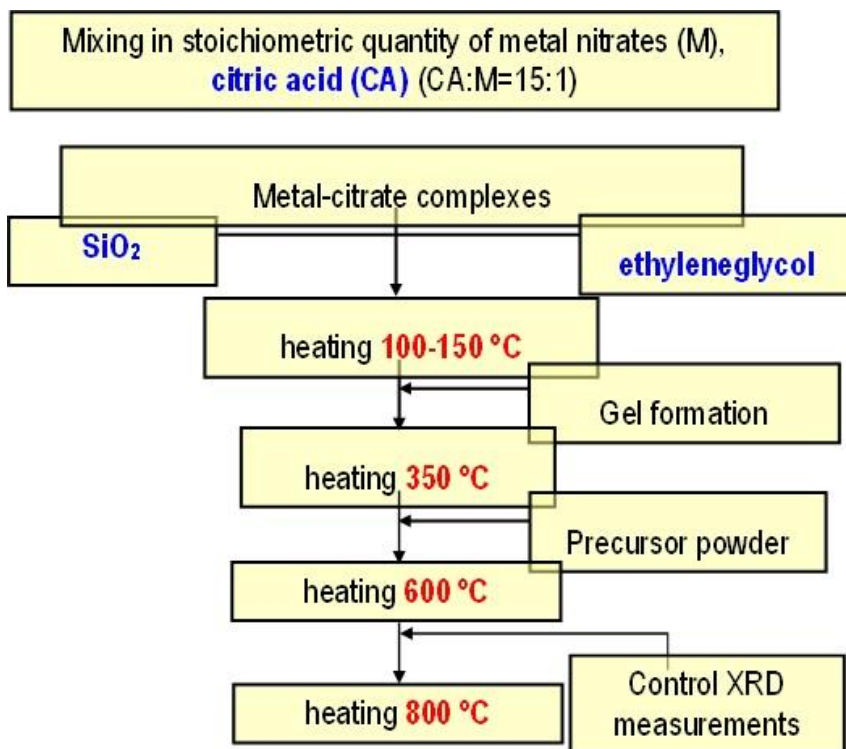 Mixing in stoichiometric quantity of metal nitrates (M),
citric acid (CA) (CA:M=15:1)
Metal-citrate complexes
SiO₂
ethyleneglycol
heating 100-150 °C
Gel formation
heating 350 °C
Precursor powder
heating 600 °C
Control XRD
measurements
heating 800 °C